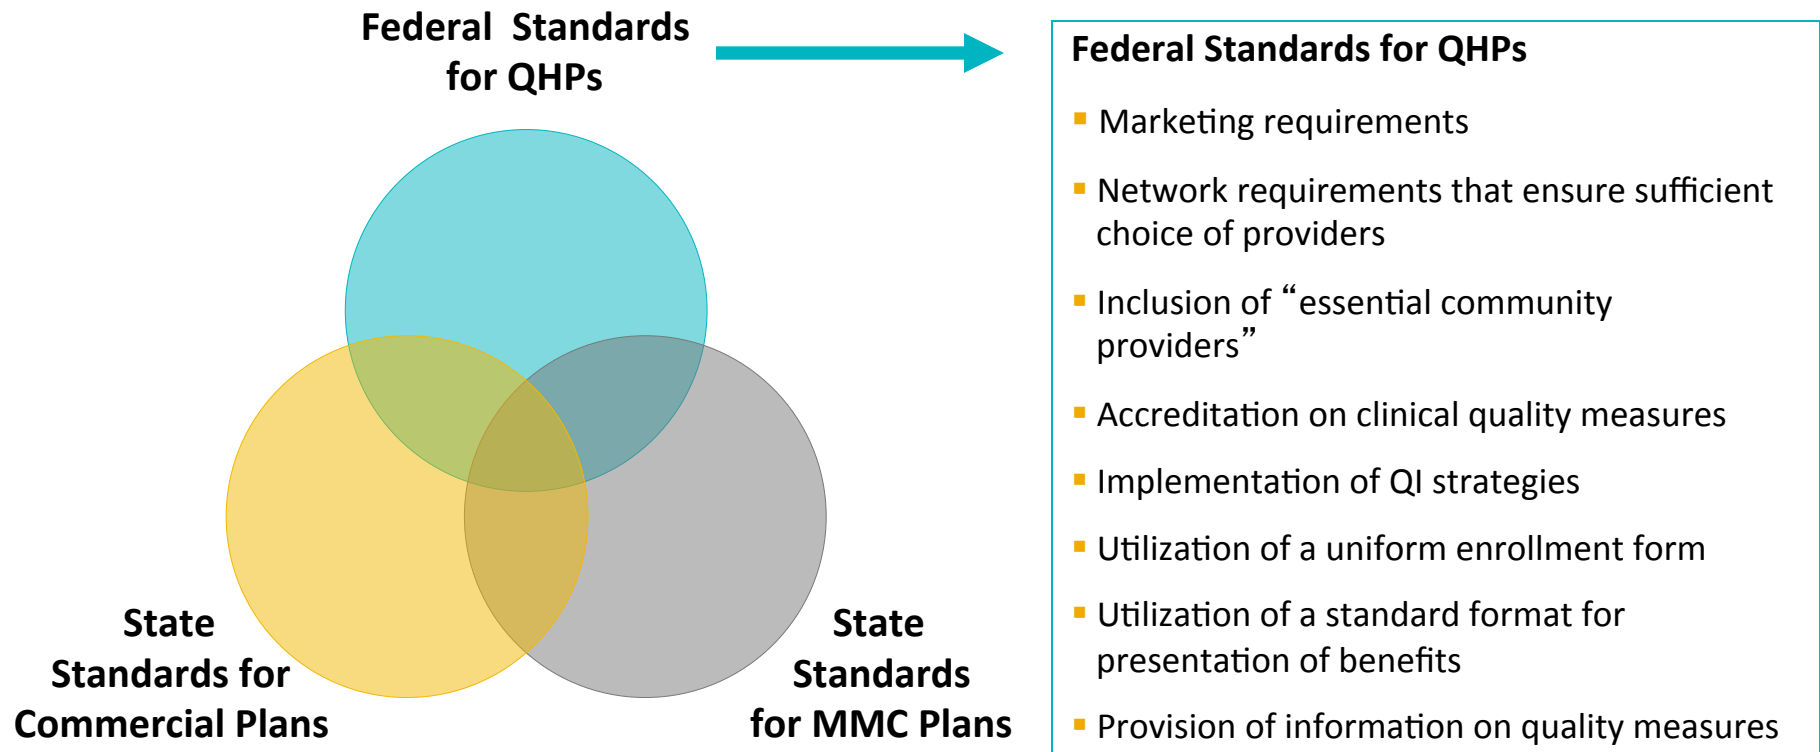 Federal Standards
for QHPs
Federal Standards for QHPs
Marketing requirements
Network requirements that ensure sufficient
choice of providers
Inclusion of “essential community
providers”
Accreditation on clinical quality measures
Implementation of QI strategies
Utilization of a uniform enrollment form
Utilization of a standard format for
presentation of benefits
Provision of information on quality measures
State
Standards for
Commercial Plans
State
Standards
for MMC Plans